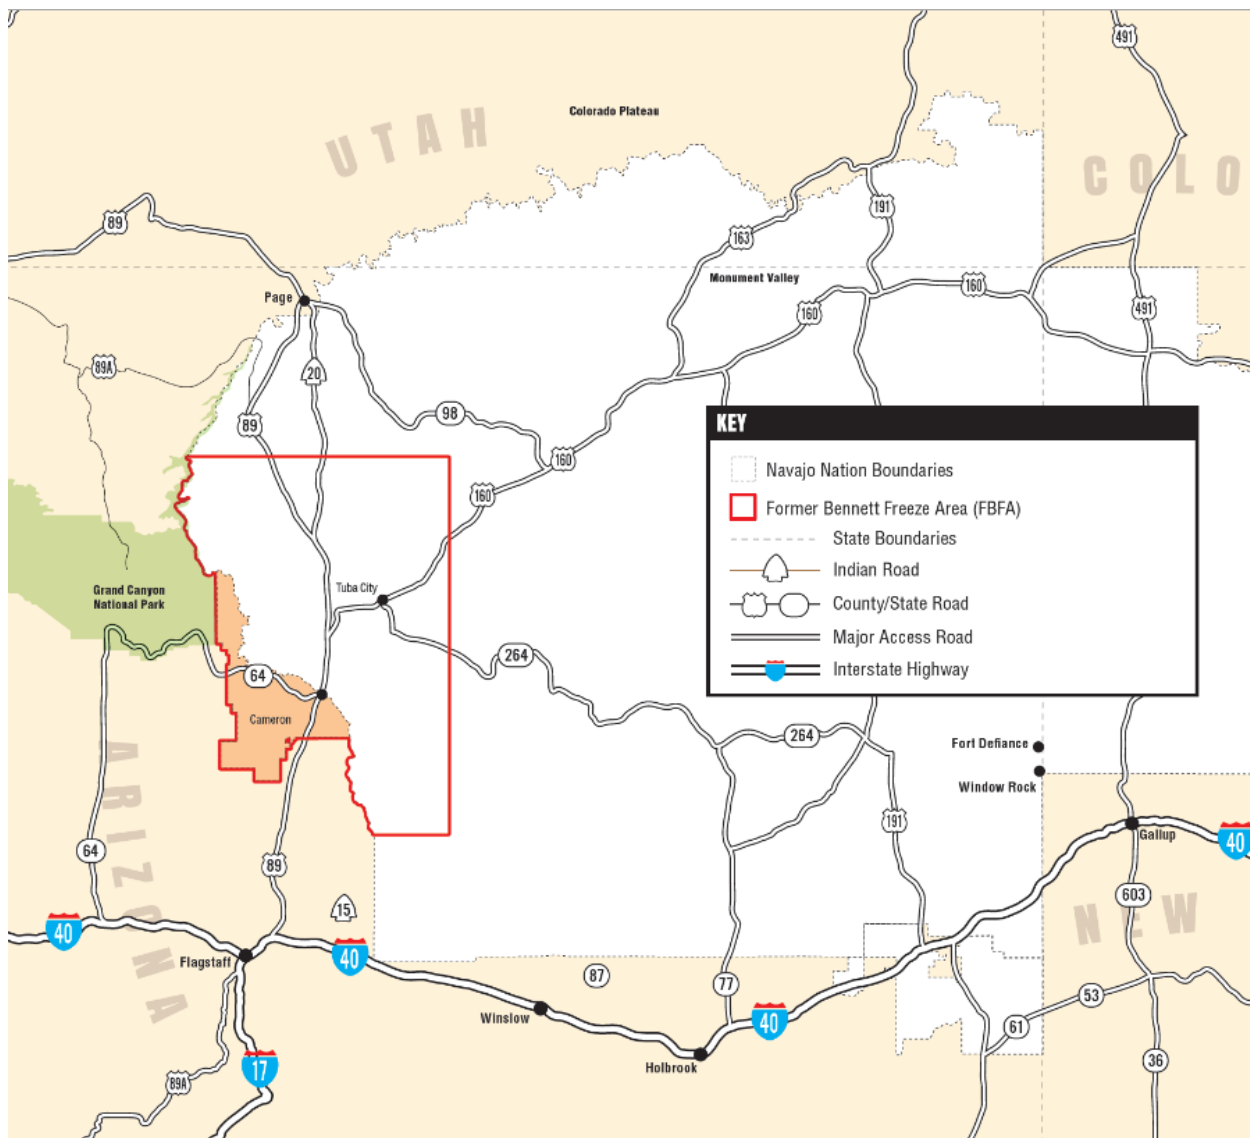 491
Colorado Plateau
UTAH
COLO
191
89
163
Monument Valley
160
160
Page
491
160
89A
20
98
89
KEY
160
Navajo Nation Boundaries
160
Former Bennett Freeze Area (FBFA)
State Boundaries
Indian Road
Grand Canyon
National Park
Tuba City
County/State Road
Major Access Road
264
Interstate Highway
64
Cameron
264
Fort Defiance
Window Rock
ARIZONA
191
Gallup
40
64
89
603
15
NEW
40
40
Flagstaff
87
77
53
Winslow
40
61
Holbrook
17
36
89A